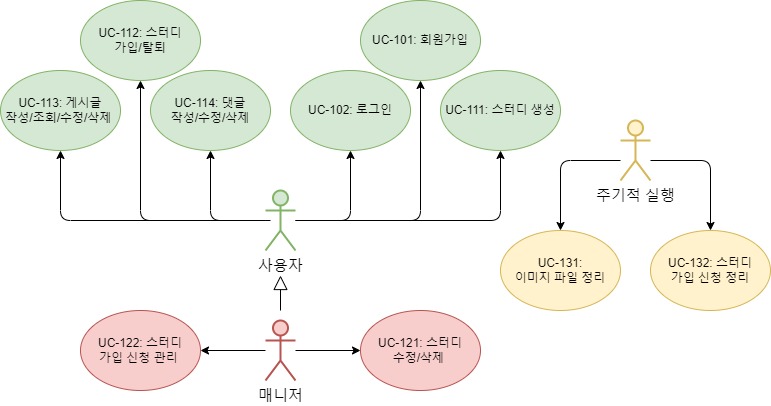 UC-112: 스터디
가입/탈퇴
UC-101: 회원가입
UC-113: 게시글
작성/조회/수정/삭제
UC-114: 댓글
작성/수정/삭제
UC-102: 로그인
UC-111: 스터디 생성
주기적 실행
사용자
UC-131:
이미지 파일 정리
UC-132: 스터디
가입 신청 정리
UC-122: 스터디
가입 신청 관리
UC-121: 스터디
수정/삭제
매니저